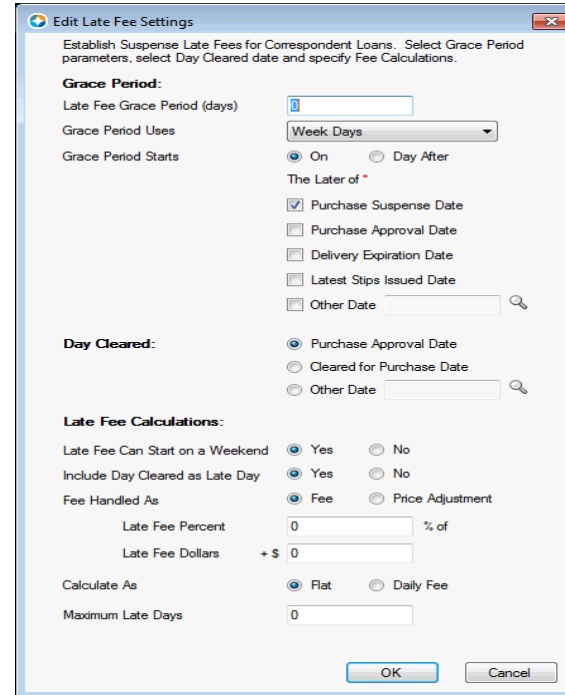 Edit Late Fee Settings
Establish Suspense Late Fees for Correspondent Loans. Select Grace Period
parameters, select Day Cleared date and specify Fee Calculations.
Grace Period:
Late Fee Grace Period (days) 0
Grace Period Uses Week Days
Grace Period Starts On Day After
The Later of *
Purchase Suspense Date
Purchase Approval Date
Delivery Expiration Date
Latest Stips Issued Date
Other Date
Day Cleared: Purchase Approval Date
Cleared for Purchase Date
Other Date
Late Fee Calculations:
Late Fee Can Start on a Weekend Yes No
Include Day Cleared as Late Day Yes No
Fee Handled As Fee Price Adjustment
Late Fee Percent 0 % of
Late Fee Dollars + $ 0
Calculate As Flat Daily Fee
Maximum Late Days 0
OK Cancel